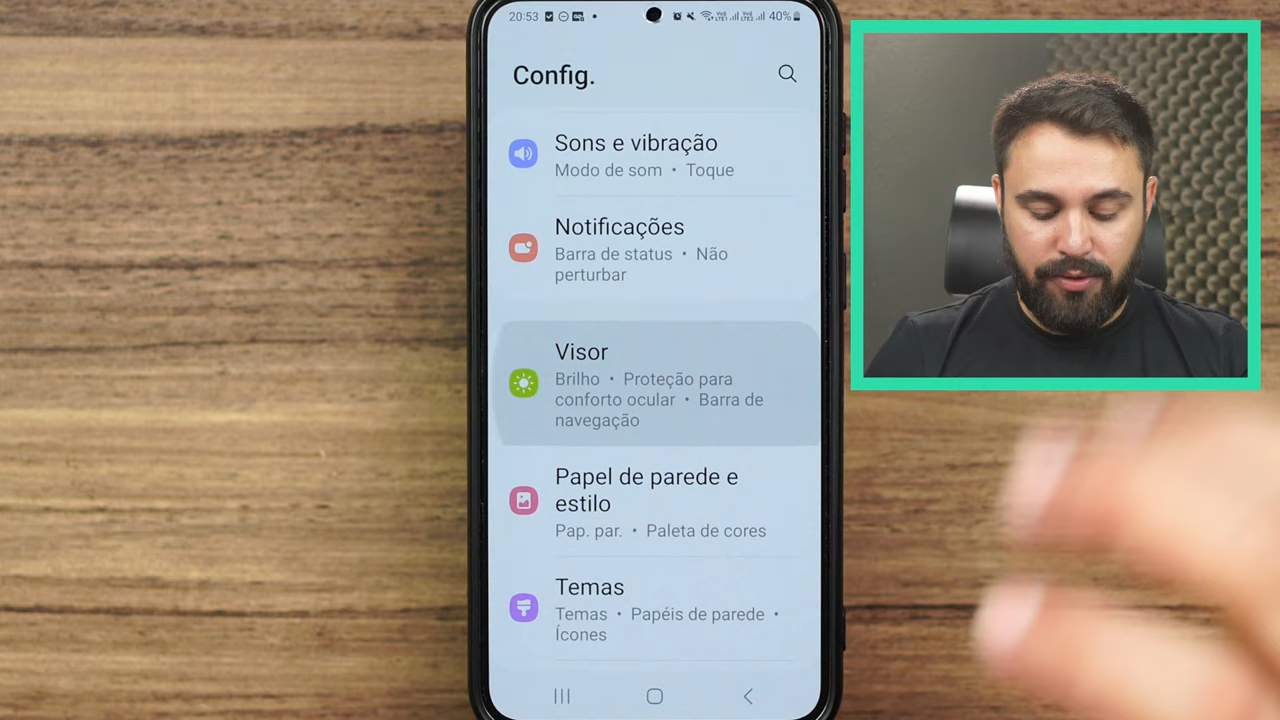 20:53
40%
Config.
Sons e vibração
Modo de som • Toque
Notificações
Barra de status • Não
perturbar
Visor
Brilho • Proteção para
conforto ocular • Barra de
navegação
Papel de parede e
estilo
Pap. par. • Paleta de cores
Temas
Temas • Papéis de parede •
Ícones